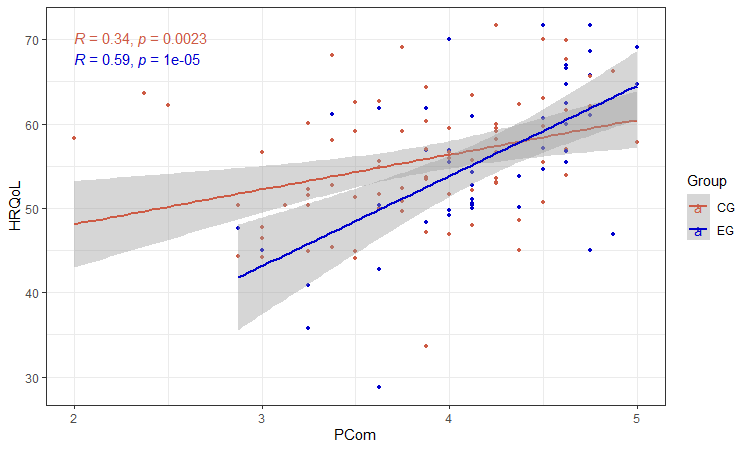 R = 0.34, p = 0.0023
R = 0.59, p = 1e-05
70
60
50
40
30
HRQoL
2
3
4
5
PCom
Group
a CG
a EG